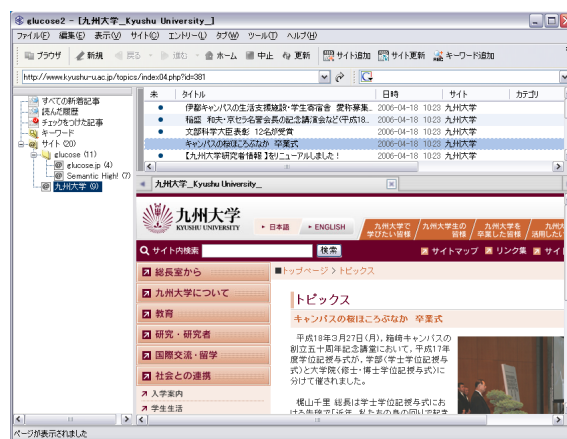 glucose2 - [九州大学_Kyushu University_]
ファイル(F) 編集(E) 表示(V) サイト(C) エントリー(L) タブ(W) ツール(T) ヘルプ(H)
ブラウザ 新規 戻る 進む ホーム 中止 更新 サイト追加 サイト更新 キーワード追加
http://www.kyushu-u.ac.jp/topics/index04.php?id=381
すべての新着記事
読んだ履歴
チェックをつけた記事
キーワード
サイト (20)
glucose (11)
glucose.jp (4)
Semantic High! (7)
九州大学 (9)
未 タイトル 日時 サイト カテゴリ
伊都キャンパスの生活支援施設・学生寄宿舎 愛称募集... 2006-04-18 10:23 九州大学
稲盛 和夫・京セラ名誉会長の記念講演会など(平成18... 2006-04-18 10:23 九州大学
文部科学大臣表彰 12名が受賞 2006-04-18 10:23 九州大学
キャンパスの桜ほころぶなか 卒業式 2006-04-18 10:23 九州大学
【九州大学研究者情報】をリニューアルしました! 2006-04-18 10:23 九州大学
九州大学_Kyushu University_
九州大学
KYUSHU UNIVERSITY
日本語 ENGLISH
九州大学で学びたい皆様
九州大学生の皆様
九州大学を卒業した皆様
サイト内検索 検索 サイトマップ リンク集
総長室から
九州大学について
教育
研究・研究者
国際交流・留学
社会との連携
入学案内
学生生活
トップページ > トピックス
トピックス
キャンパスの桜ほころぶなか 卒業式
平成18年3月27日(月)、箱崎キャンパスの
創立五十周年記念講堂において、平成17年
度学位記授与式が、学部(学士学位記授与
式)と大学院(修士・博士学位記授与式)に
分けて催されました。
梶山千里 総長は学士学位記授与式にお
ページが表示されました